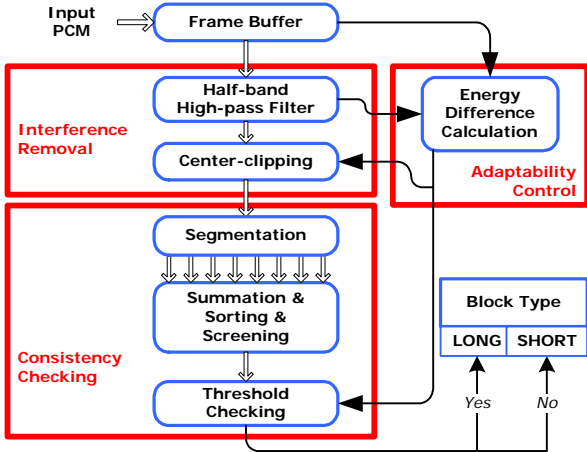 Input
PCM
Frame Buffer
Half-band
High-pass Filter
Interference
Removal
Center-clipping
Energy
Difference
Calculation
Adaptability
Control
Segmentation
Summation &
Sorting &
Screening
Consistency
Checking
Threshold
Checking
Block Type
LONG
SHORT
Yes
No